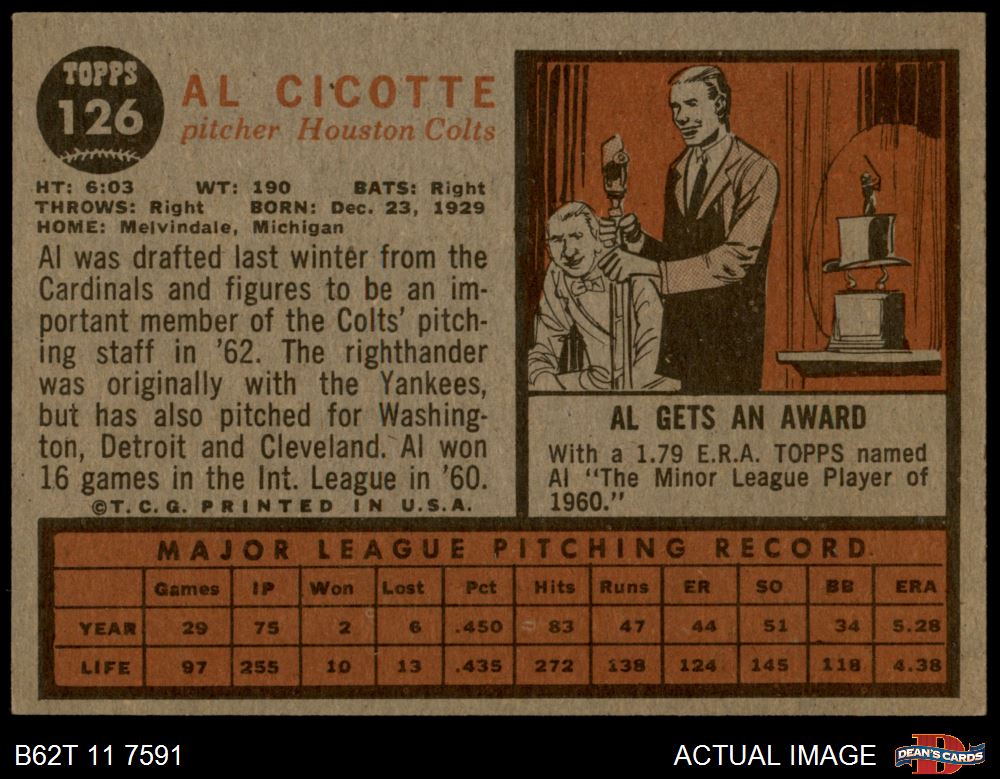 TOPPS
126
AL CICOTTE
pitcher Houston Colts
HT: 6:03 WT: 190 BATS: Right
THROWS: Right BORN: Dec. 23, 1929
HOME: Melvindale, Michigan
Al was drafted last winter from the
Cardinals and figures to be an im-
portant member of the Colts' pitch-
ing staff in '62. The righthander
was originally with the Yankees,
but has also pitched for Washing-
ton, Detroit and Cleveland. Al won
16 games in the Int. League in '60.
©T.C.G. PRINTED IN U.S.A.
AL GETS AN AWARD
With a 1.79 E.R.A. TOPPS named
Al "The Minor League Player of
1960."
MAJOR LEAGUE PITCHING RECORD
Games IP Won Lost Pct Hits Runs ER SO BB ERA
YEAR 29 75 2 6 .450 83 47 44 51 34 5.28
LIFE 97 255 10 13 .435 272 138 124 145 118 4.38
B62T 11 7591
ACTUAL IMAGE
DEAN'S CARDS